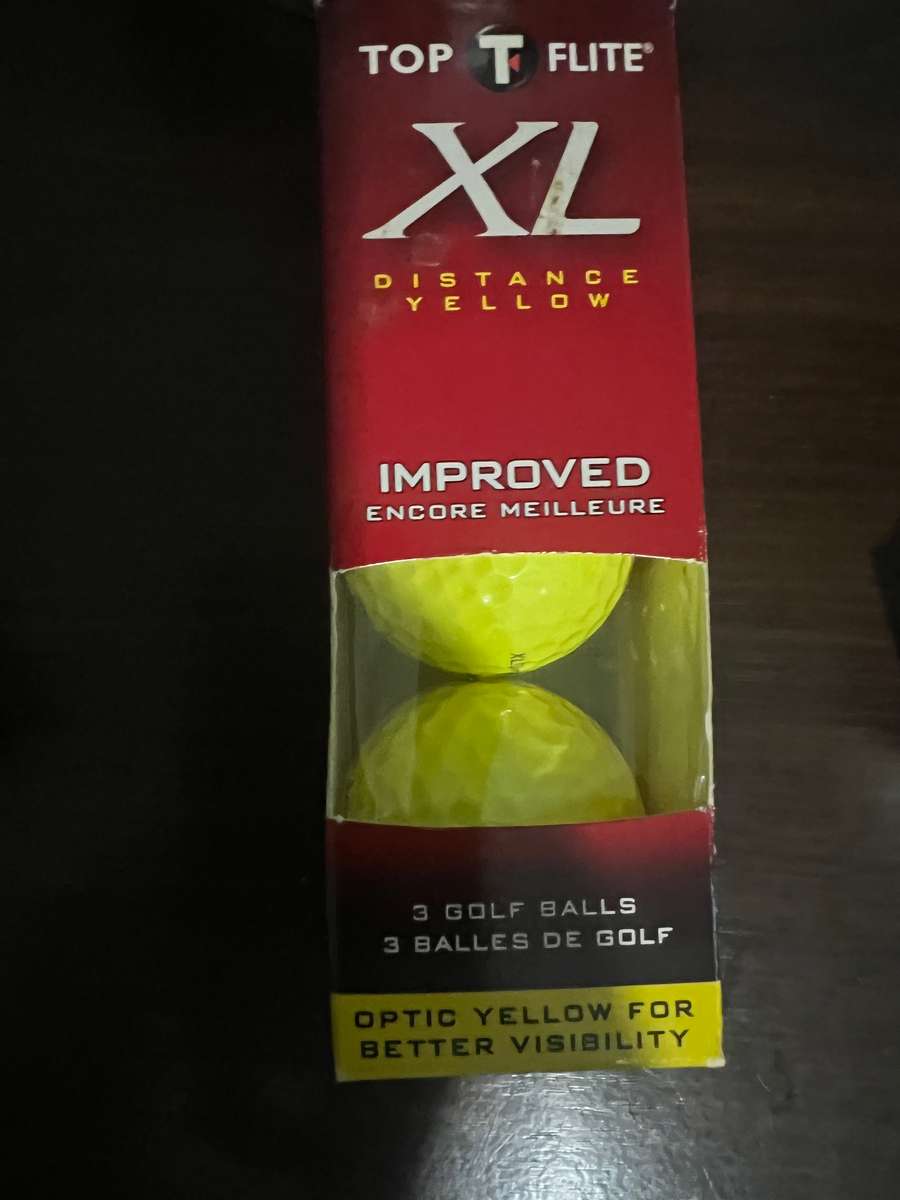 TOP T FLITE®
XL
DISTANCE
YELLOW
IMPROVED
ENCORE MEILLEURE
XL
3 GOLF BALLS
3 BALLES DE GOLF
OPTIC YELLOW FOR
BETTER VISIBILITY